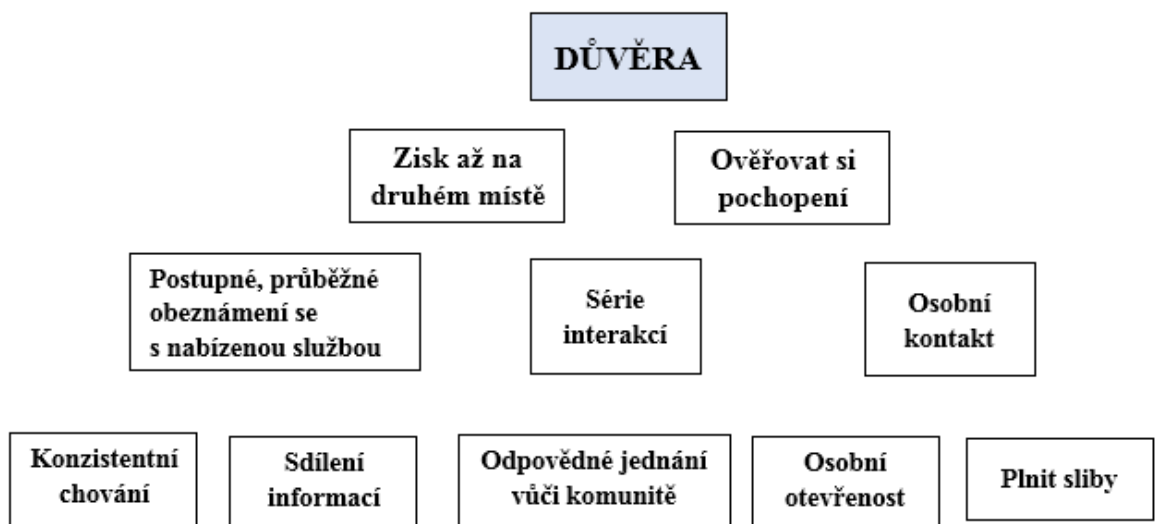 DŮVĚRA
Zisk až na
druhém místě
Ověřovat si
pochopení
Postupné, průběžné
obeznámení se
s nabízenou službou
Série
interakcí
Osobní
kontakt
Konzistentní
chování
Sdílení
informací
Odpovědné jednání
vůči komunitě
Osobní
otevřenost
Plnit sliby